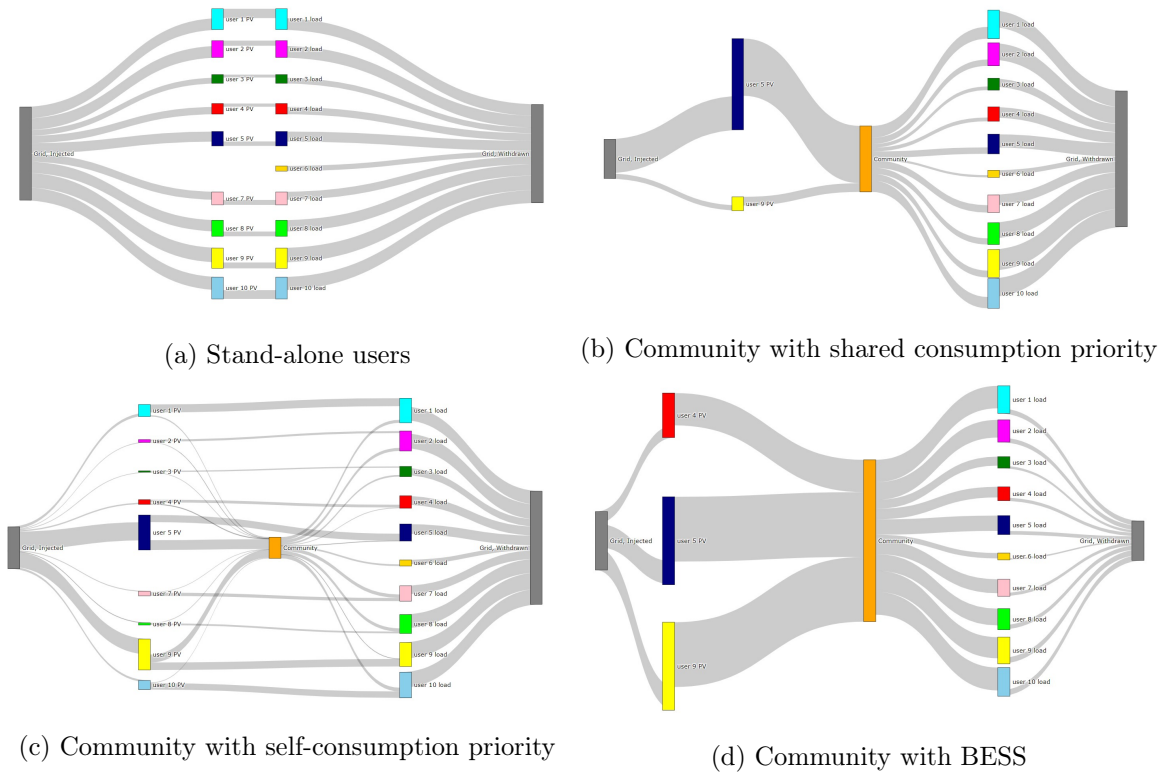 user 1 PV
user 1 load
user 2 PV
user 2 load
user 3 PV
user 3 load
user 4 PV
user 4 load
user 5 PV
user 5 load
Grid, Injected
Grid, Withdrawn
user 6 load
user 7 PV
user 7 load
user 8 PV
user 8 load
user 9 PV
user 9 load
user 10 PV
user 10 load
(a) Stand-alone users
user 1 load
user 2 load
user 5 PV
user 3 load
user 4 load
user 5 load
Grid, Injected
Community
Grid, Withdrawn
user 6 load
user 9 PV
user 7 load
user 8 load
user 9 load
user 10 load
(b) Community with shared consumption priority
user 1 PV
user 1 load
user 2 PV
user 2 load
user 3 PV
user 3 load
user 4 PV
user 4 load
user 5 PV
user 5 load
Grid, Injected
Community
Grid, Withdrawn
user 6 load
user 7 PV
user 7 load
user 8 PV
user 8 load
user 9 PV
user 9 load
user 10 PV
user 10 load
(c) Community with self-consumption priority
user 4 PV
user 1 load
user 2 load
user 3 load
user 4 load
user 5 load
Grid, Injected
user 5 PV
Community
Grid, Withdrawn
user 6 load
user 7 load
user 8 load
user 9 load
user 9 PV
user 10 load
(d) Community with BESS